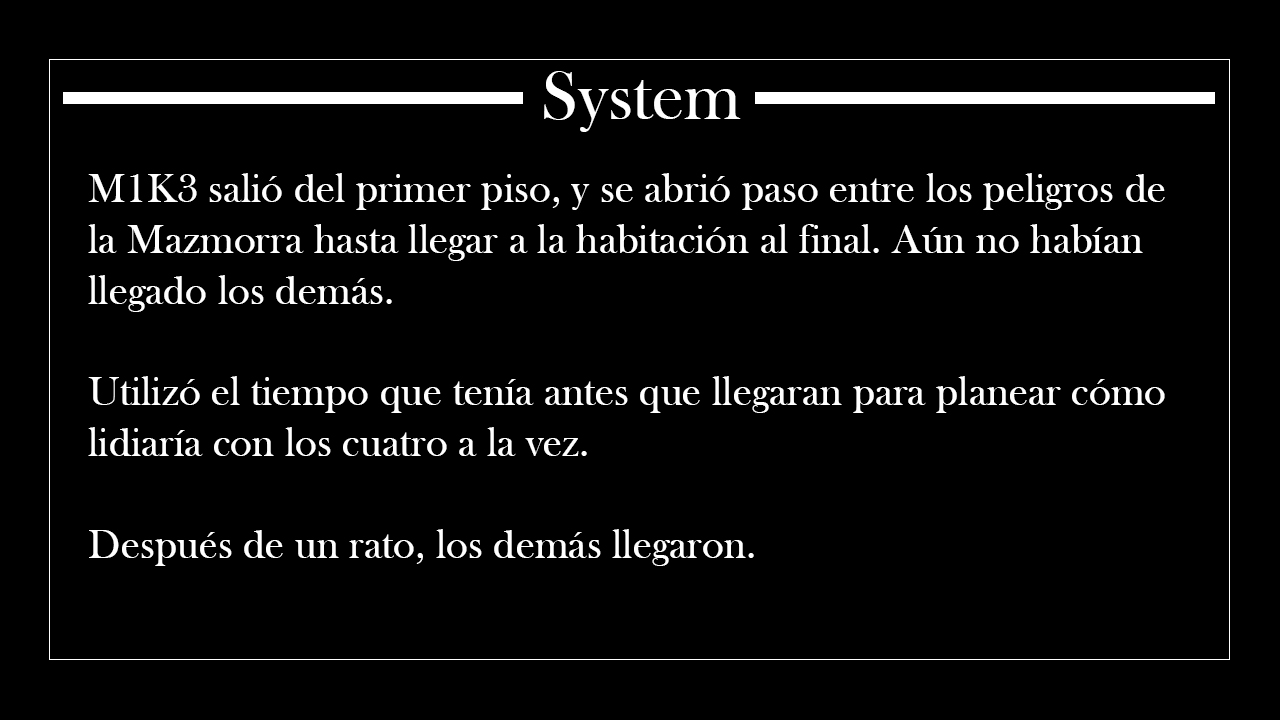 System
M1K3 salió del primer piso, y se abrió paso entre los peligros de
la Mazmorra hasta llegar a la habitación al final. Aún no habían
llegado los demás.
Utilizó el tiempo que tenía antes que llegaran para planear cómo
lidiaría con los cuatro a la vez.
Después de un rato, los demás llegaron.